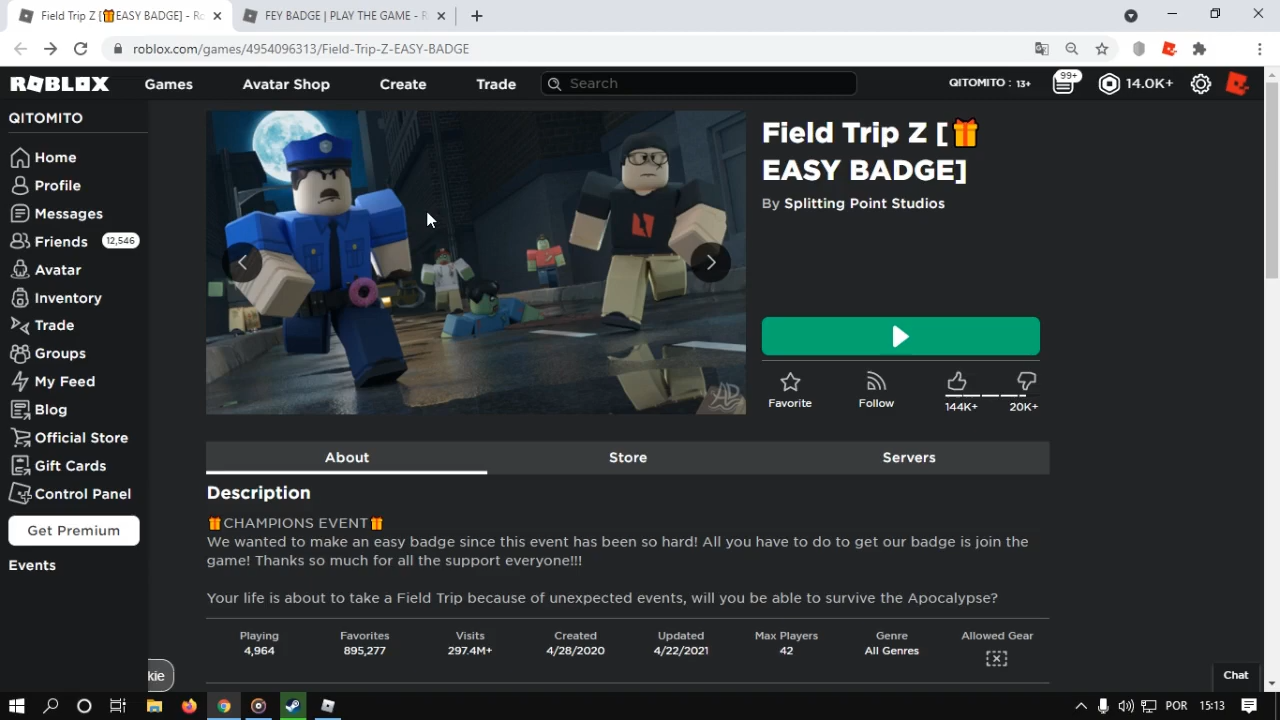 Field Trip Z [🎁EASY BADGE] - Ro
FEY BADGE | PLAY THE GAME - R
roblox.com/games/4954096313/Field-Trip-Z-EASY-BADGE
ROBLOX
Games
Avatar Shop
Create
Trade
Search
QITOMITO : 13+
99+
14.0K+
QITOMITO
Home
Profile
Messages
Friends
12,546
Avatar
Inventory
Trade
Groups
My Feed
Blog
Official Store
Gift Cards
Control Panel
Get Premium
Events
kie
Field Trip Z [🎁
EASY BADGE]
By Splitting Point Studios
Favorite
Follow
144K+
20K+
About
Store
Servers
Description
🎁CHAMPIONS EVENT🎁
We wanted to make an easy badge since this event has been so hard! All you have to do to get our badge is join the
game! Thanks so much for all the support everyone!!!
Your life is about to take a Field Trip because of unexpected events, will you be able to survive the Apocalypse?
Playing
Favorites
Visits
Created
Updated
Max Players
Genre
Allowed Gear
4,964
895,277
297.4M+
4/28/2020
4/22/2021
42
All Genres
Chat
POR
15:13